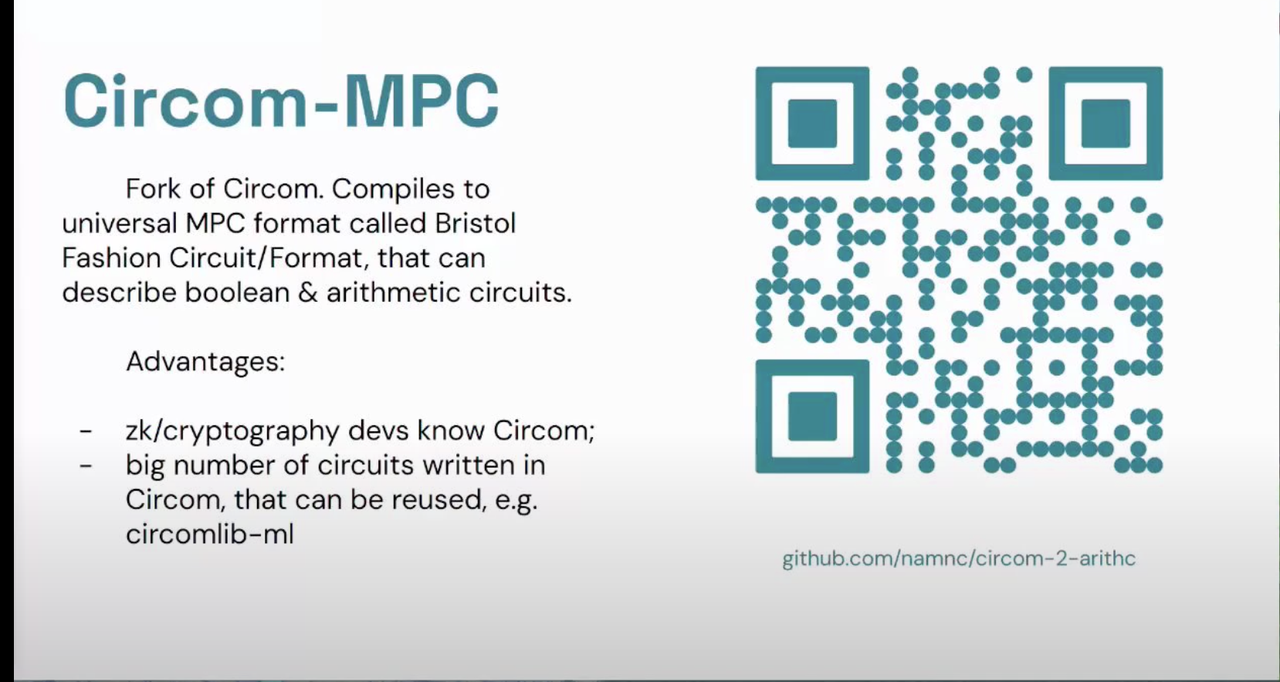 Circom-MPC
Fork of Circom. Compiles to
universal MPC format called Bristol
Fashion Circuit/Format, that can
describe boolean & arithmetic circuits.
Advantages:
- zk/cryptography devs know Circom;
- big number of circuits written in
Circom, that can be reused, e.g.
circomlib-ml
github.com/namnc/circom-2-arithc